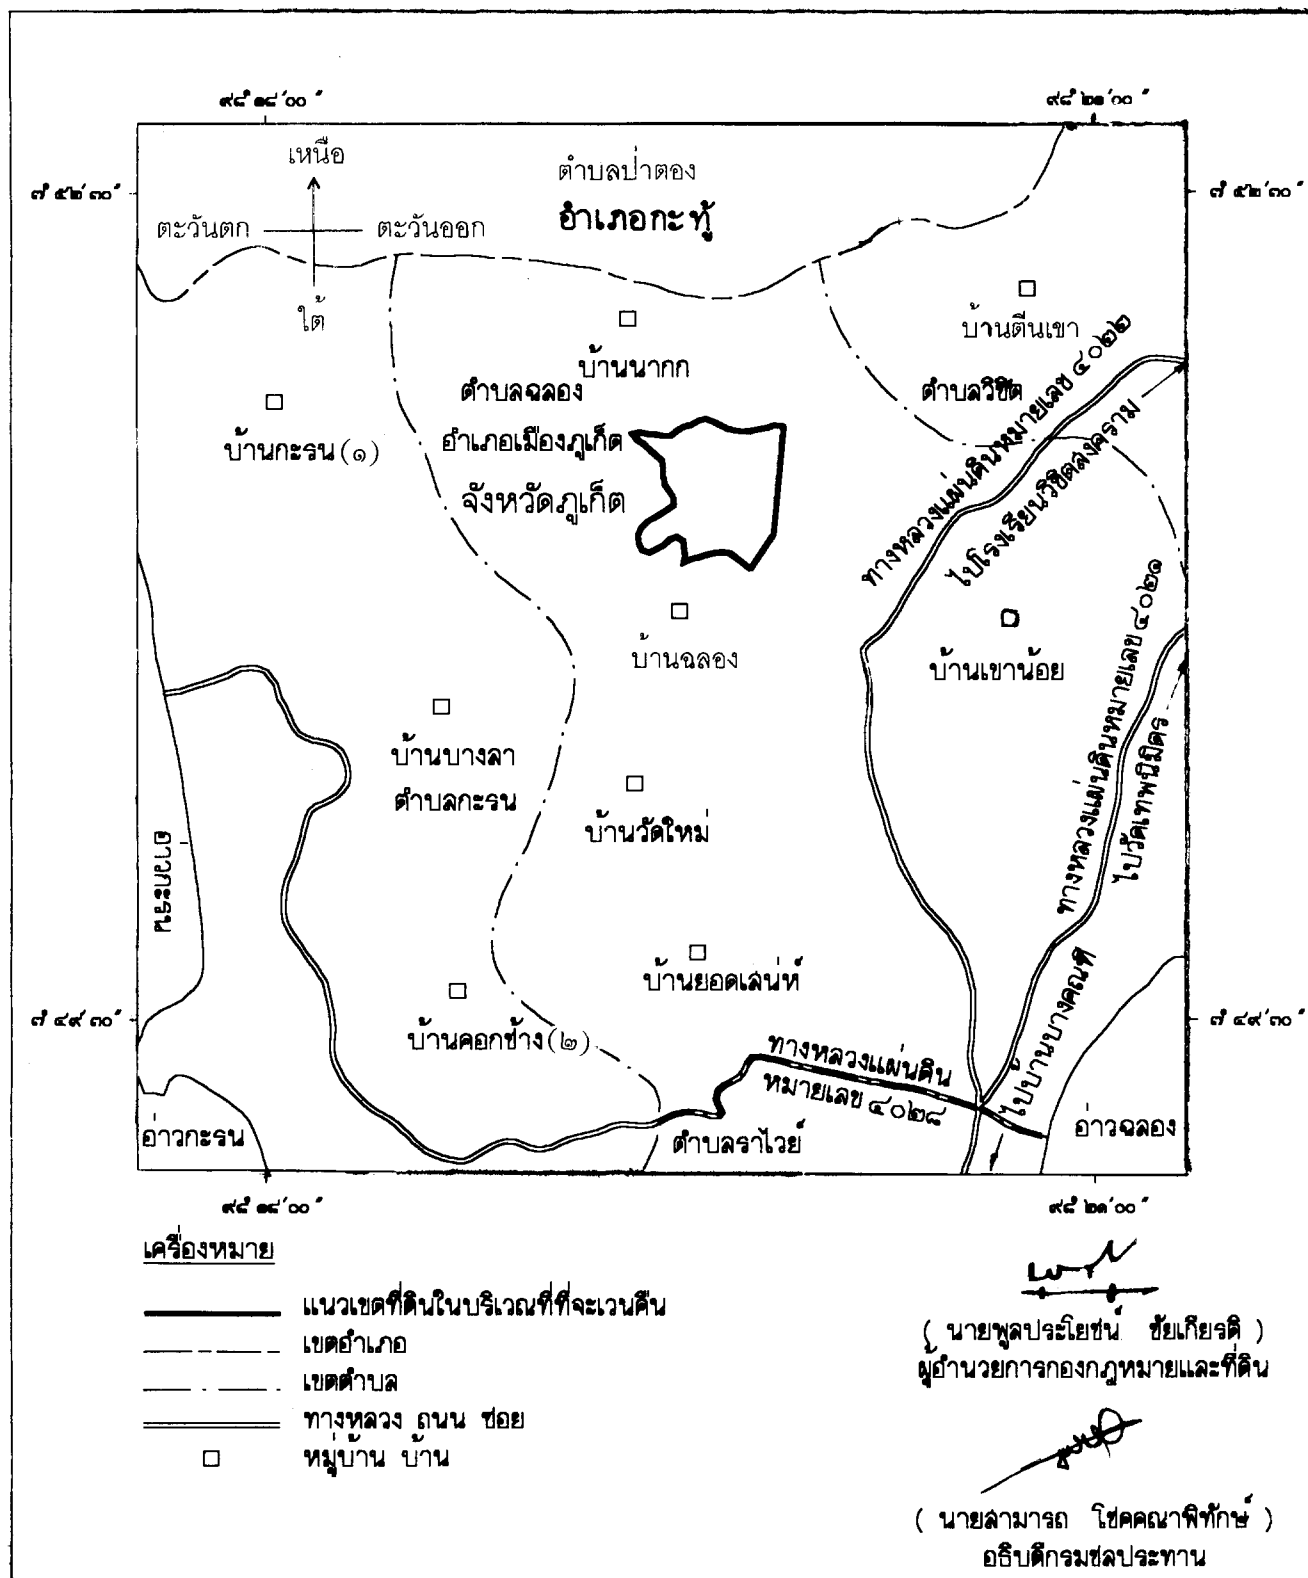 ๙๘° ๑๘' ๐๐"
๙๘° ๒๑' ๐๐"
เหนือ
ตำบลป่าตอง
๗° ๕๒' ๓๐"
๗° ๕๒' ๓๐"
อำเภอกะทู้
ตะวันตก
ตะวันออก
ใต้
บ้านตีนเขา
บ้านนากก
ตำบลฉลอง
ตำบลวิชิต
ทางหลวงแผ่นดินหมายเลข ๔๐๒๒
บ้านกะรน (๑)
อำเภอเมืองภูเก็ต
จังหวัดภูเก็ต
ไปโรงเรียนวิชิตสงคราม
บ้านฉลอง
บ้านเขาน้อย
ทางหลวงแผ่นดินหมายเลข ๔๐๒๑
บ้านบางลา
ตำบลกะรน
ไปวัดเทพนิมิตร
บ้านวัดใหม่
อ่าวกะรน
บ้านยอดเสน่ห์
๗° ๔๙' ๓๐"
๗° ๔๙' ๓๐"
บ้านคอกช้าง (๒)
ทางหลวงแผ่นดิน
หมายเลข ๔๐๒๘
ไปบ้านบางคณฑี
อ่าวกะรน
ตำบลราไวย์
อ่าวฉลอง
๙๘° ๑๘' ๐๐"
๙๘° ๒๑' ๐๐"
เครื่องหมาย
แนวเขตที่ดินในบริเวณที่ที่จะเวนคืน
เขตอำเภอ
เขตตำบล
ทางหลวง ถนน ซอย
หมู่บ้าน บ้าน
( นายพูลประโยชน์ ชัยเกียรติ )
ผู้อำนวยการกองกฎหมายและที่ดิน
( นายสามารถ โชคคณาพิทักษ์ )
อธิบดีกรมชลประทาน